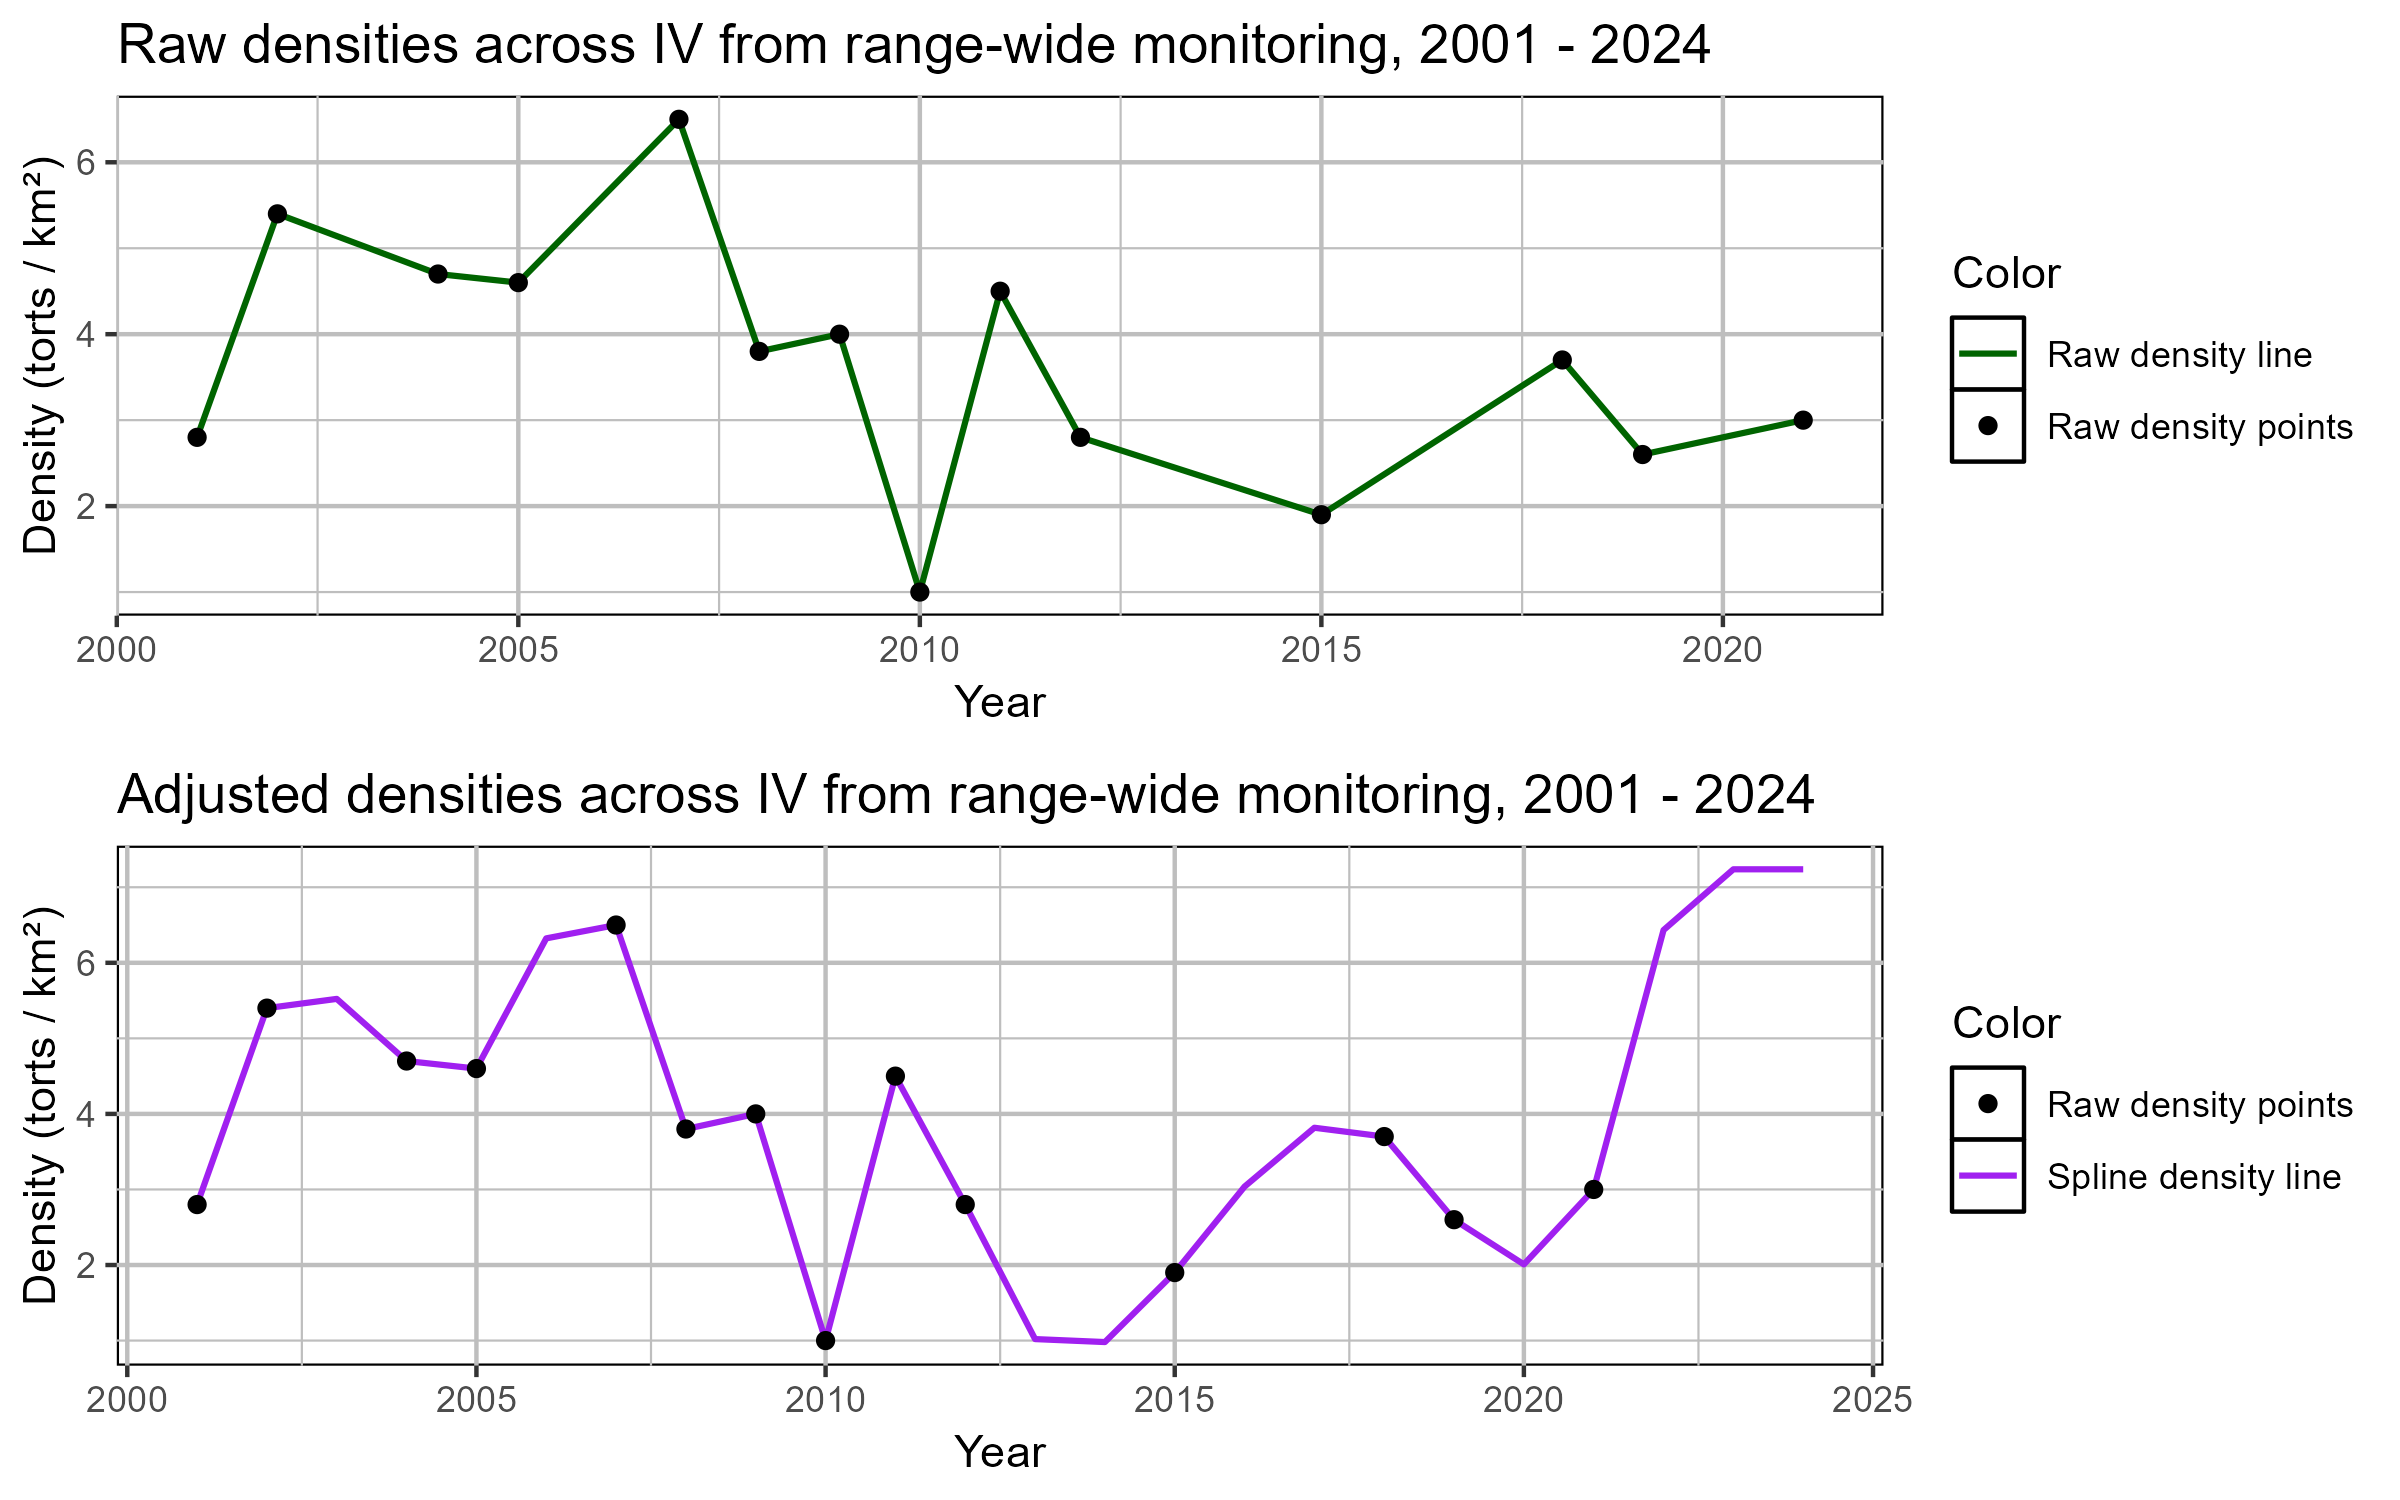 Raw densities across IV from range-wide monitoring, 2001 - 2024
Density (torts / km²)
6
4
2
2000 2005 2010 2015 2020
Year
Color
Raw density line
Raw density points
Adjusted densities across IV from range-wide monitoring, 2001 - 2024
Density (torts / km²)
6
4
2
2000 2005 2010 2015 2020 2025
Year
Color
Raw density points
Spline density line